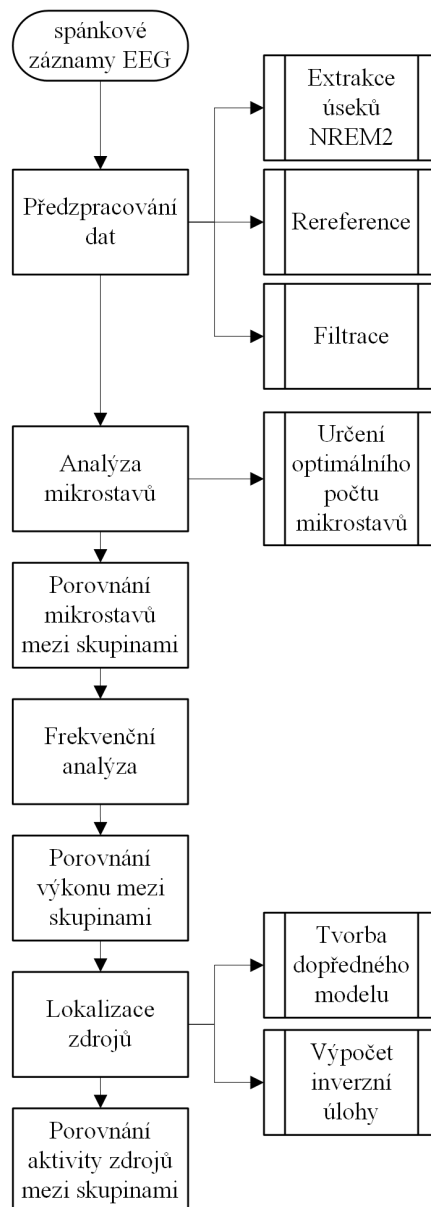 spánkové
záznamy EEG
Extrakce
úseků
NREM2
Předzpracování
dat
Rereference
Filtrace
Analýza
mikrostavů
Určení
optimálního
počtu
mikrostavů
Porovnání
mikrostavů
mezi skupinami
Frekvenční
analýza
Porovnání
výkonu mezi
skupinami
Tvorba
dopředného
modelu
Lokalizace
zdrojů
Výpočet
inverzní
úlohy
Porovnání
aktivity zdrojů
mezi skupinami